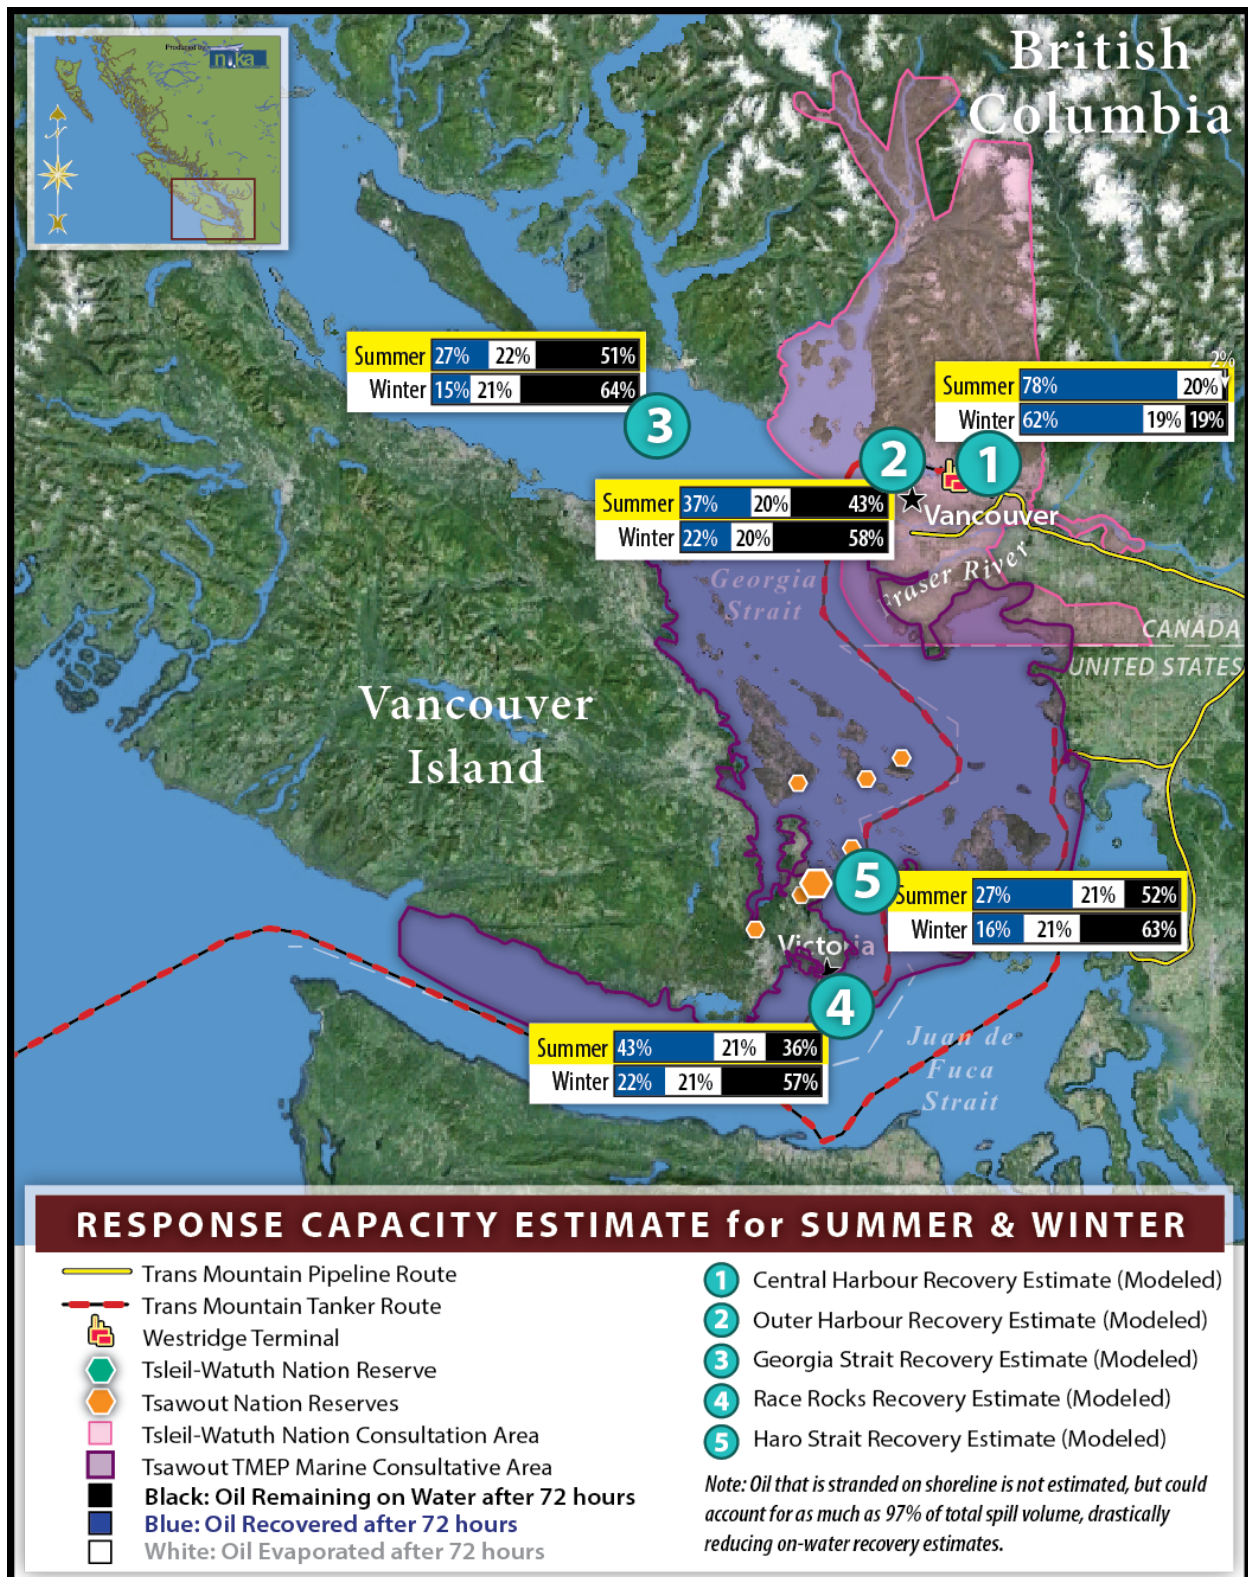 Produced by
nuka
N
British
Columbia
Summer 27% 22% 51%
Winter 15% 21% 64%
3
2%
Summer 78% 20%
Winter 62% 19% 19%
2
1
Summer 37% 20% 43%
Winter 22% 20% 58%
Vancouver
Georgia
Strait
Fraser River
CANADA
UNITED STATES
Vancouver
Island
5
Summer 27% 21% 52%
Winter 16% 21% 63%
Victoria
4
Summer 43% 21% 36%
Winter 22% 21% 57%
Juan de
Fuca
Strait
RESPONSE CAPACITY ESTIMATE for SUMMER & WINTER
Trans Mountain Pipeline Route
Trans Mountain Tanker Route
Westridge Terminal
Tsleil-Watuth Nation Reserve
Tsawout Nation Reserves
Tsleil-Watuth Nation Consultation Area
Tsawout TMEP Marine Consultative Area
Black: Oil Remaining on Water after 72 hours
Blue: Oil Recovered after 72 hours
White: Oil Evaporated after 72 hours
1 Central Harbour Recovery Estimate (Modeled)
2 Outer Harbour Recovery Estimate (Modeled)
3 Georgia Strait Recovery Estimate (Modeled)
4 Race Rocks Recovery Estimate (Modeled)
5 Haro Strait Recovery Estimate (Modeled)
Note: Oil that is stranded on shoreline is not estimated, but could
account for as much as 97% of total spill volume, drastically
reducing on-water recovery estimates.